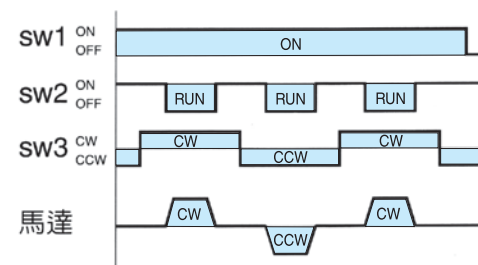 SW1 ON
OFF
ON
SW2 ON
OFF
RUN RUN RUN
SW3 CW
CCW
CW CCW CW
馬達
CW CCW CW